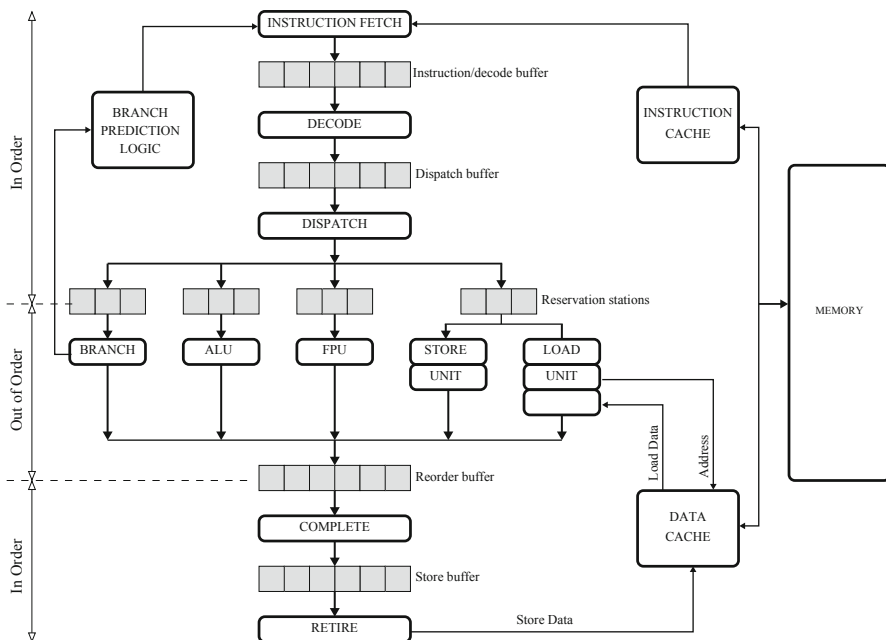 INSTRUCTION FETCH
Instruction/decode buffer
BRANCH
PREDICTION
LOGIC
INSTRUCTION
CACHE
DECODE
In Order
Dispatch buffer
DISPATCH
Reservation stations
MEMORY
BRANCH
ALU
FPU
STORE
UNIT
LOAD
UNIT
Out of Order
Load Data
Address
Reorder buffer
COMPLETE
DATA
CACHE
In Order
Store buffer
Store Data
RETIRE